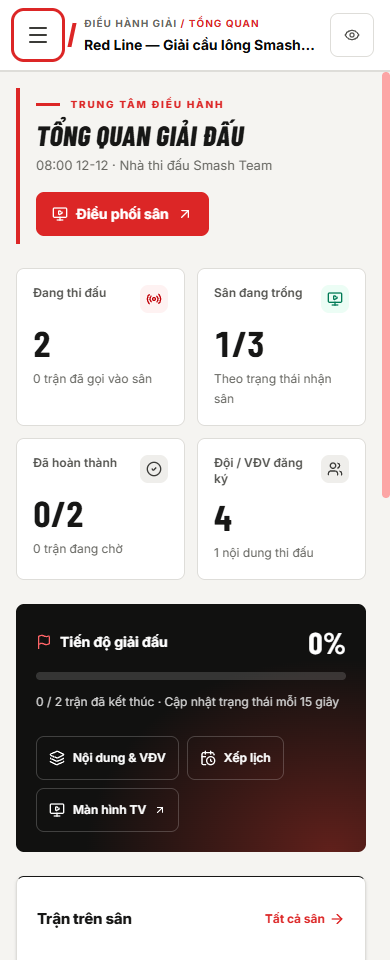 ĐIỀU HÀNH GIẢI / TỔNG QUAN
Red Line — Giải cầu lông Smash...
TRUNG TÂM ĐIỀU HÀNH
TỔNG QUAN GIẢI ĐẤU
08:00 12-12 · Nhà thi đấu Smash Team
Điều phối sân
Đang thi đấu
2
0 trận đã gọi vào sân
Sân đang trống
1/3
Theo trạng thái nhận
sân
Đã hoàn thành
0/2
0 trận đang chờ
Đội / VĐV đăng
ký
4
1 nội dung thi đấu
Tiến độ giải đấu
0%
0 / 2 trận đã kết thúc · Cập nhật trạng thái mỗi 15 giây
Nội dung & VĐV
Xếp lịch
Màn hình TV
Trận trên sân
Tất cả sân